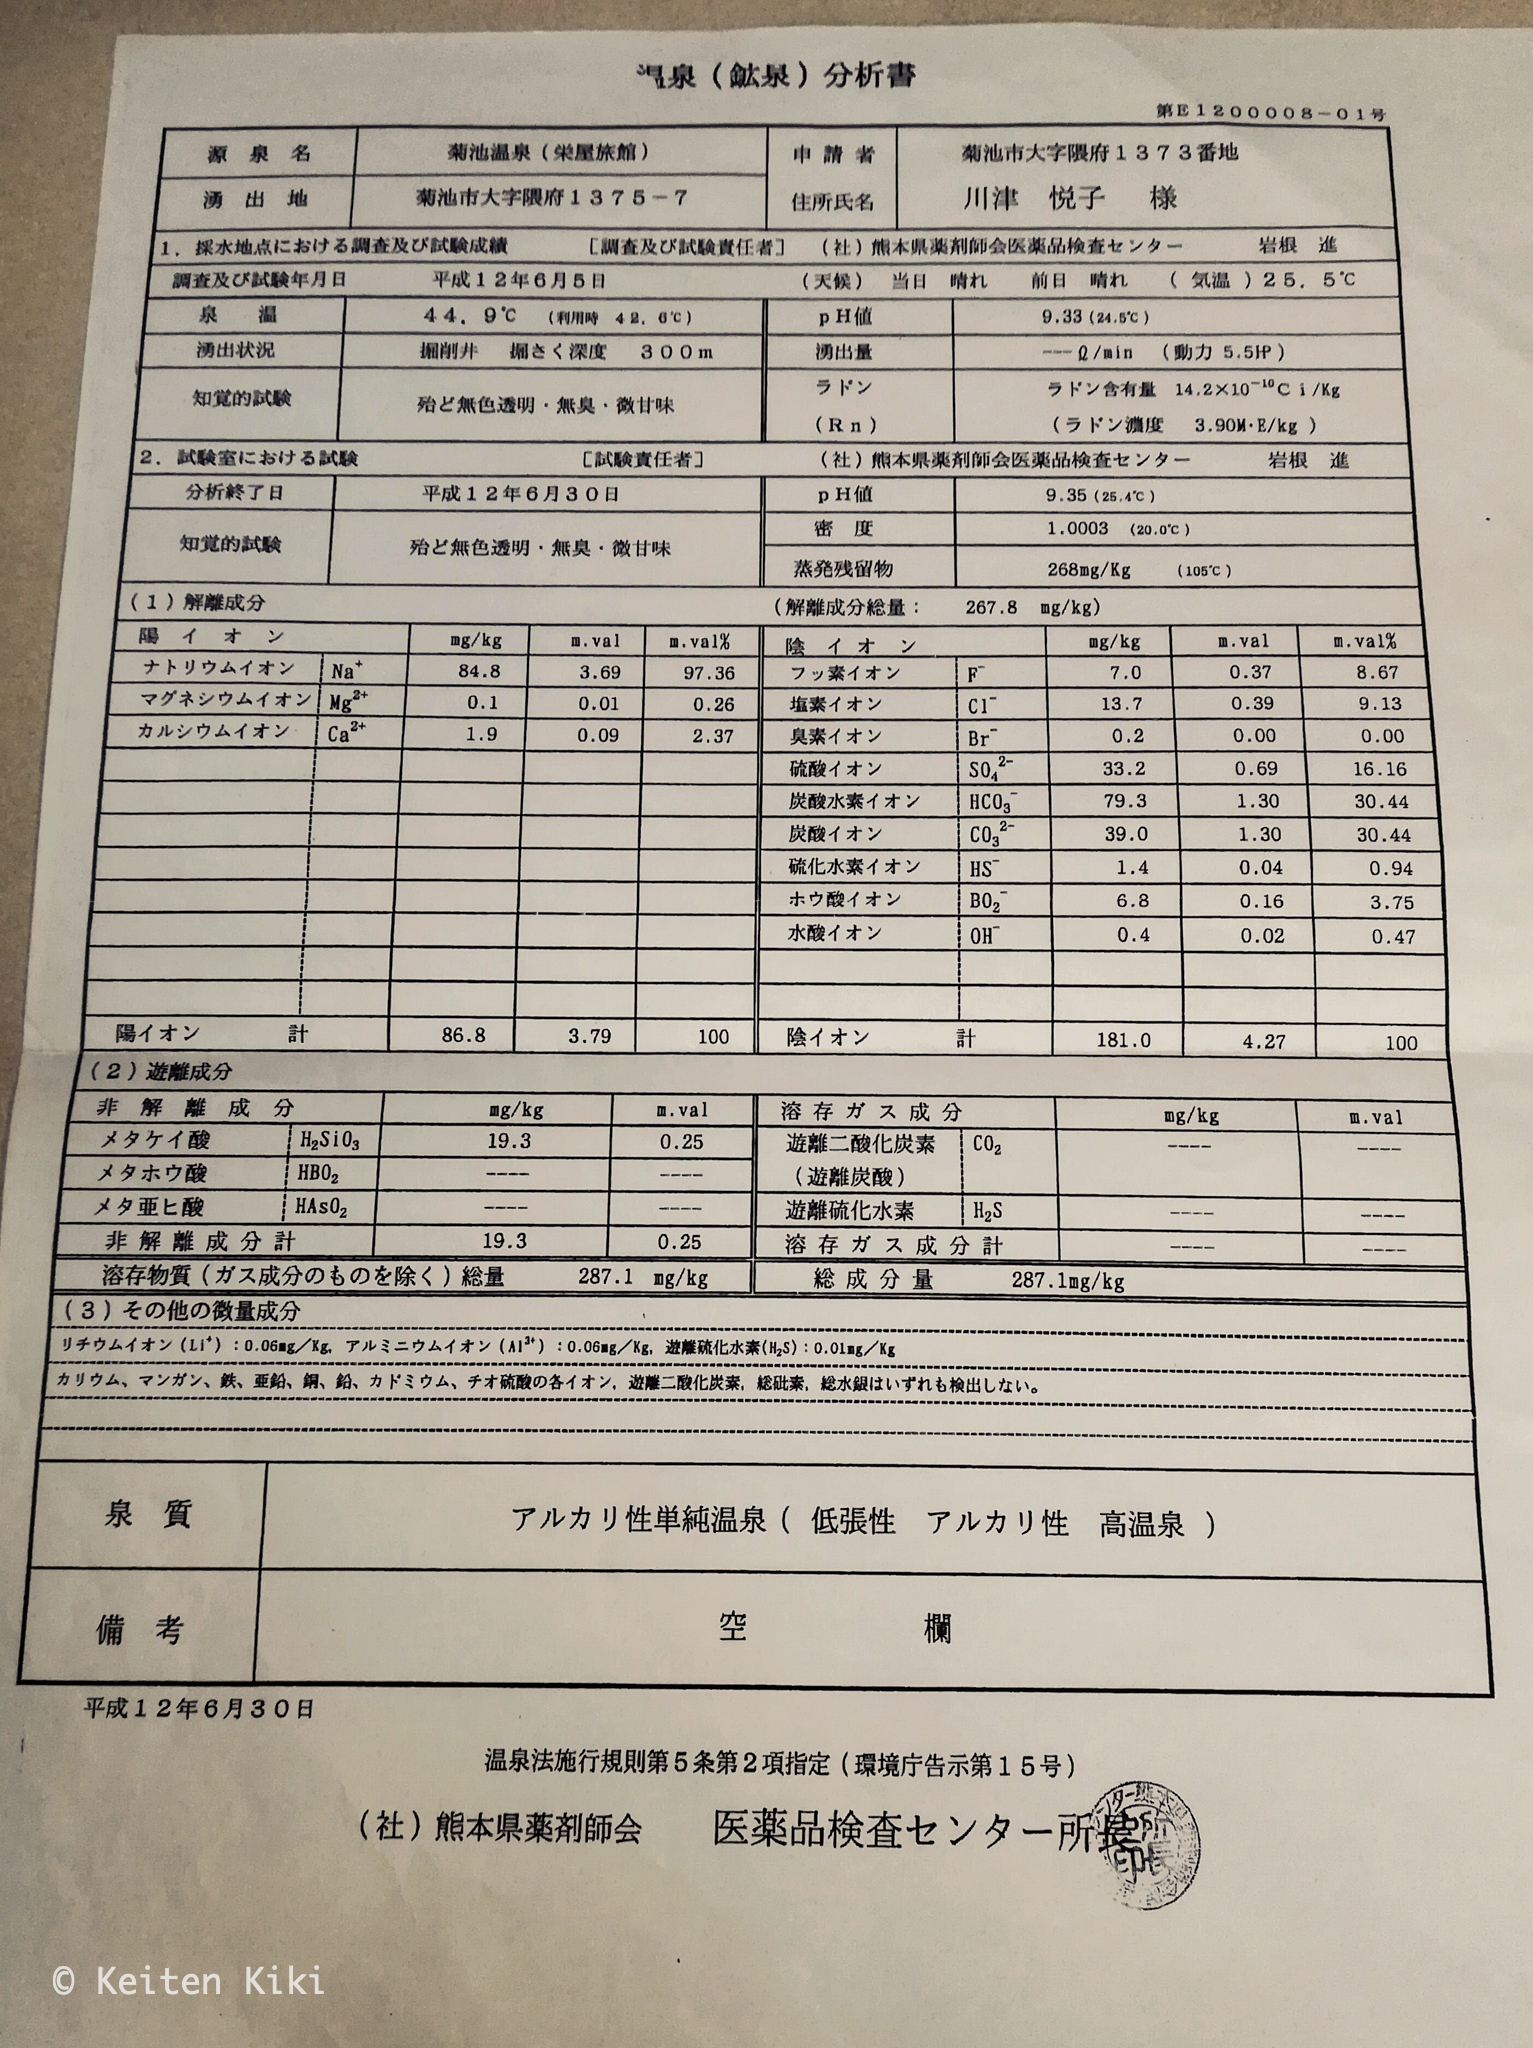 温泉（鉱泉）分析書
第E1200008-01号
源泉名 菊池温泉（栄屋旅館） 申請者 菊池市大字隈府1373番地
湧出地 菊池市大字隈府1375-7 住所氏名 川津 悦子 様
1．採水地点における調査及び試験成績 ［調査及び試験責任者］ （社）熊本県薬剤師会医薬品検査センター 岩根 進
調査及び試験年月日 平成12年6月5日 （天候） 当日 晴れ 前日 晴れ （気温）25．5℃
泉温 44．9℃ （利用時 42．6℃） pH値 9.33（24.5℃）
湧出状況 掘削井 掘さく深度 300m 湧出量 ---ℓ/min （動力 5.5HP）
知覚的試験 殆ど無色透明・無臭・微甘味 ラドン ラドン含有量 14.2×10⁻¹⁰Ci/Kg
（Rn） （ラドン濃度 3.90M·E/kg）
2．試験室における試験 ［試験責任者］ （社）熊本県薬剤師会医薬品検査センター 岩根 進
分析終了日 平成12年6月30日 pH値 9.35（25.4℃）
知覚的試験 殆ど無色透明・無臭・微甘味 密度 1.0003 （20.0℃）
蒸発残留物 268mg/Kg （105℃）
（1）解離成分 （解離成分総量： 267.8 mg/kg）
陽イオン mg/kg m.val m.val% 陰イオン mg/kg m.val m.val%
ナトリウムイオン Na⁺ 84.8 3.69 97.36 フッ素イオン F⁻ 7.0 0.37 8.67
マグネシウムイオン Mg²⁺ 0.1 0.01 0.26 塩素イオン Cl⁻ 13.7 0.39 9.13
カルシウムイオン Ca²⁺ 1.9 0.09 2.37 臭素イオン Br⁻ 0.2 0.00 0.00
硫酸イオン SO₄²⁻ 33.2 0.69 16.16
炭酸水素イオン HCO₃⁻ 79.3 1.30 30.44
炭酸イオン CO₃²⁻ 39.0 1.30 30.44
硫化水素イオン HS⁻ 1.4 0.04 0.94
ホウ酸イオン BO₂⁻ 6.8 0.16 3.75
水酸イオン OH⁻ 0.4 0.02 0.47
陽イオン 計 86.8 3.79 100 陰イオン 計 181.0 4.27 100
（2）遊離成分
非解離成分 mg/kg m.val 溶存ガス成分 mg/kg m.val
メタケイ酸 H₂SiO₃ 19.3 0.25 遊離二酸化炭素 CO₂ ---- ----
メタホウ酸 HBO₂ ---- ---- （遊離炭酸）
メタ亜ヒ酸 HAsO₂ ---- ---- 遊離硫化水素 H₂S ---- ----
非解離成分計 19.3 0.25 溶存ガス成分計 ---- ----
溶存物質（ガス成分のものを除く）総量 287.1 mg/kg 総成分量 287.1mg/kg
（3）その他の微量成分
リチウムイオン（Li⁺）：0.06mg／Kg，アルミニウムイオン（Al³⁺）：0.06mg／Kg，遊離硫化水素（H₂S）：0.01mg／Kg
カリウム、マンガン、鉄、亜鉛、銅、鉛、カドミウム、チオ硫酸の各イオン，遊離二酸化炭素，総砒素，総水銀はいずれも検出しない。
泉質 アルカリ性単純温泉（ 低張性 アルカリ性 高温泉 ）
備考 空欄
平成12年6月30日
温泉法施行規則第5条第2項指定（環境庁告示第15号）
（社）熊本県薬剤師会 医薬品検査センター所長
© Keiten Kiki